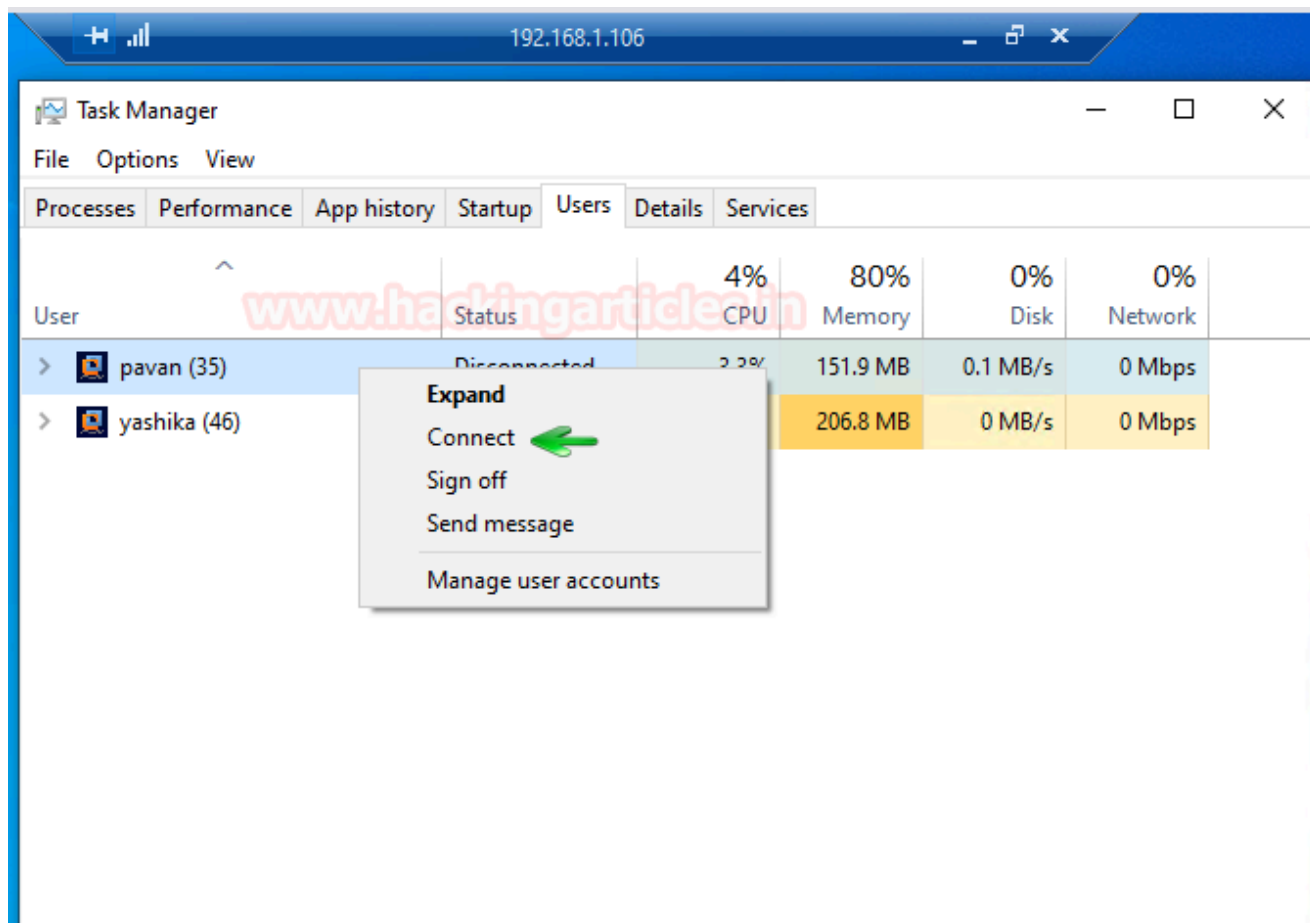 192.168.1.106
Task Manager
File Options View
Processes Performance App history Startup Users Details Services
4% 80% 0% 0%
www.hackingarticles.in
User Status CPU Memory Disk Network
pavan (35) Disconnected 3.3% 151.9 MB 0.1 MB/s 0 Mbps
Expand
yashika (46) 206.8 MB 0 MB/s 0 Mbps
Connect
Sign off
Send message
Manage user accounts